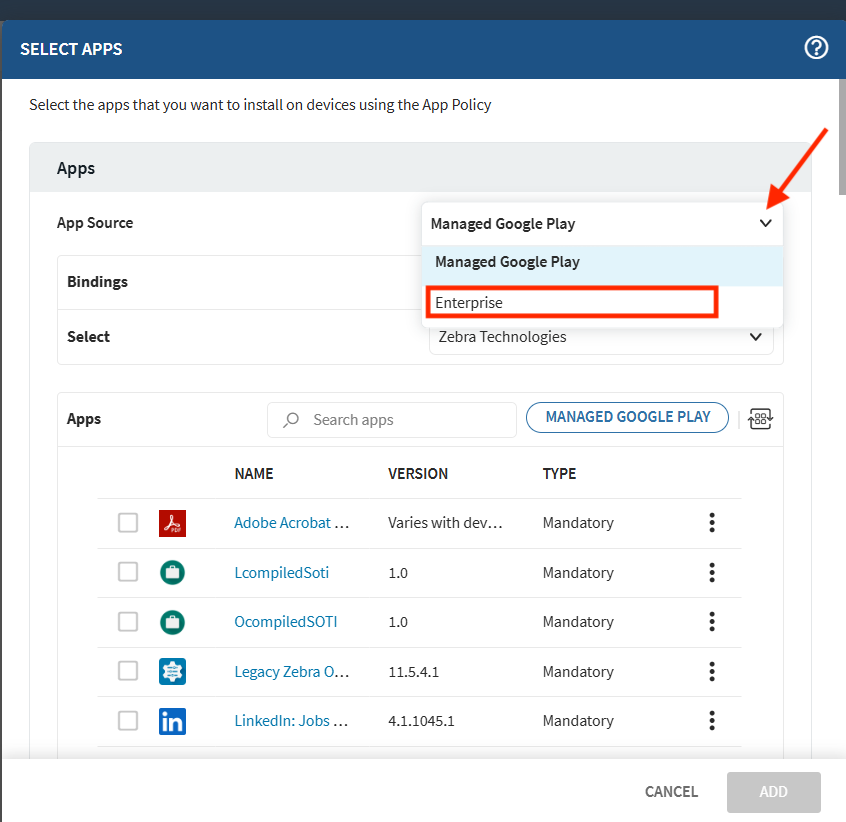 SELECT APPS
Select the apps that you want to install on devices using the App Policy
Apps
App Source
Managed Google Play
Managed Google Play
Enterprise
Bindings
Select
Zebra Technologies
Apps
Search apps
MANAGED GOOGLE PLAY
NAME VERSION TYPE
Adobe Acrobat ... Varies with dev... Mandatory
LcompiledSoti 1.0 Mandatory
OcompiledSOTI 1.0 Mandatory
Legacy Zebra O... 11.5.4.1 Mandatory
LinkedIn: Jobs ... 4.1.1045.1 Mandatory
CANCEL
ADD